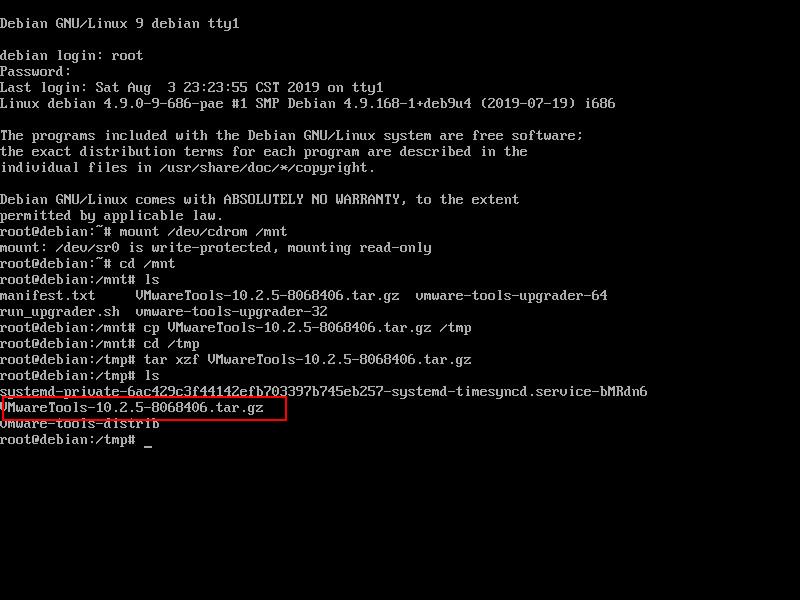 Debian GNU/Linux 9 debian tty1
debian login: root
Password:
Last login: Sat Aug  3 23:23:55 CST 2019 on tty1
Linux debian 4.9.0-9-686-pae #1 SMP Debian 4.9.168-1+deb9u4 (2019-07-19) i686
The programs included with the Debian GNU/Linux system are free software;
the exact distribution terms for each program are described in the
individual files in /usr/share/doc/*/copyright.
Debian GNU/Linux comes with ABSOLUTELY NO WARRANTY, to the extent
permitted by applicable law.
root@debian:~# mount /dev/cdrom /mnt
mount: /dev/sr0 is write-protected, mounting read-only
root@debian:~# cd /mnt
root@debian:/mnt# ls
manifest.txt     VMwareTools-10.2.5-8068406.tar.gz  vmware-tools-upgrader-64
run_upgrader.sh  vmware-tools-upgrader-32
root@debian:/mnt# cp VMwareTools-10.2.5-8068406.tar.gz /tmp
root@debian:/mnt# cd /tmp
root@debian:/tmp# tar xzf VMwareTools-10.2.5-8068406.tar.gz
root@debian:/tmp# ls
systemd-private-6ac429c3f44142efb703397b745eb257-systemd-timesyncd.service-bMRdn6
VMwareTools-10.2.5-8068406.tar.gz
vmware-tools-distrib
root@debian:/tmp# _